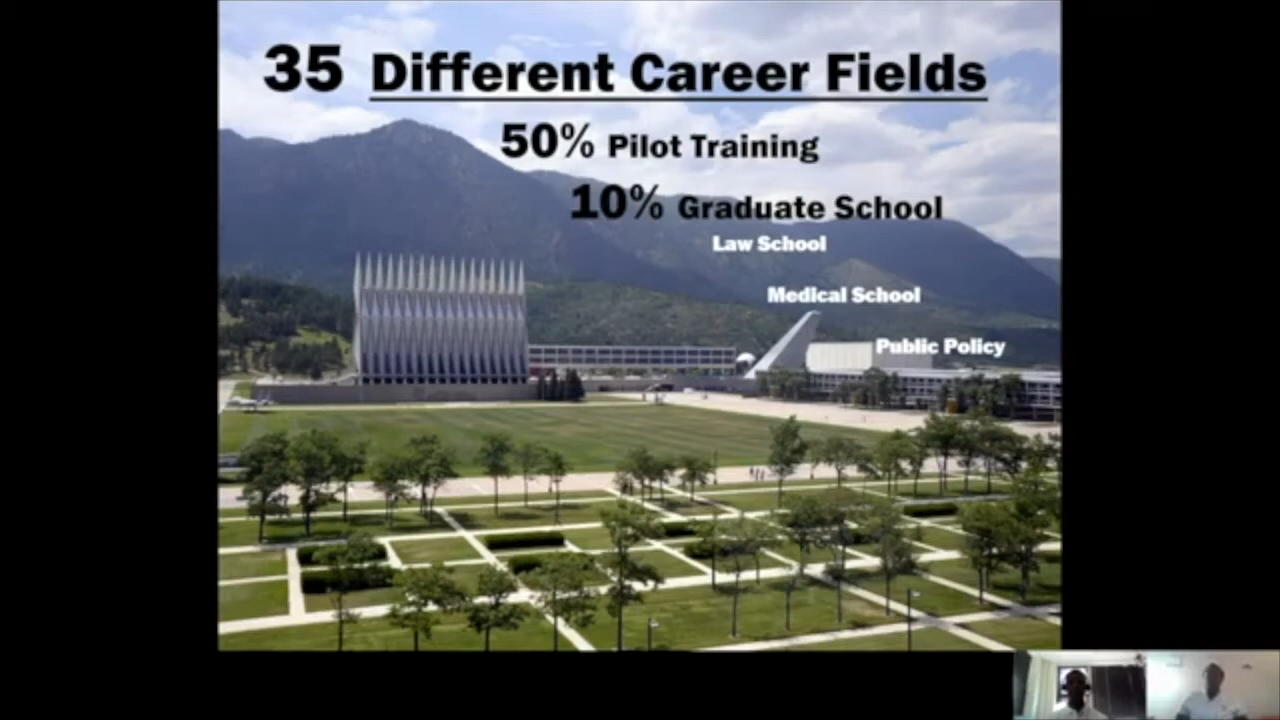 35 Different Career Fields
50% Pilot Training
10% Graduate School
Law School
Medical School
Public Policy